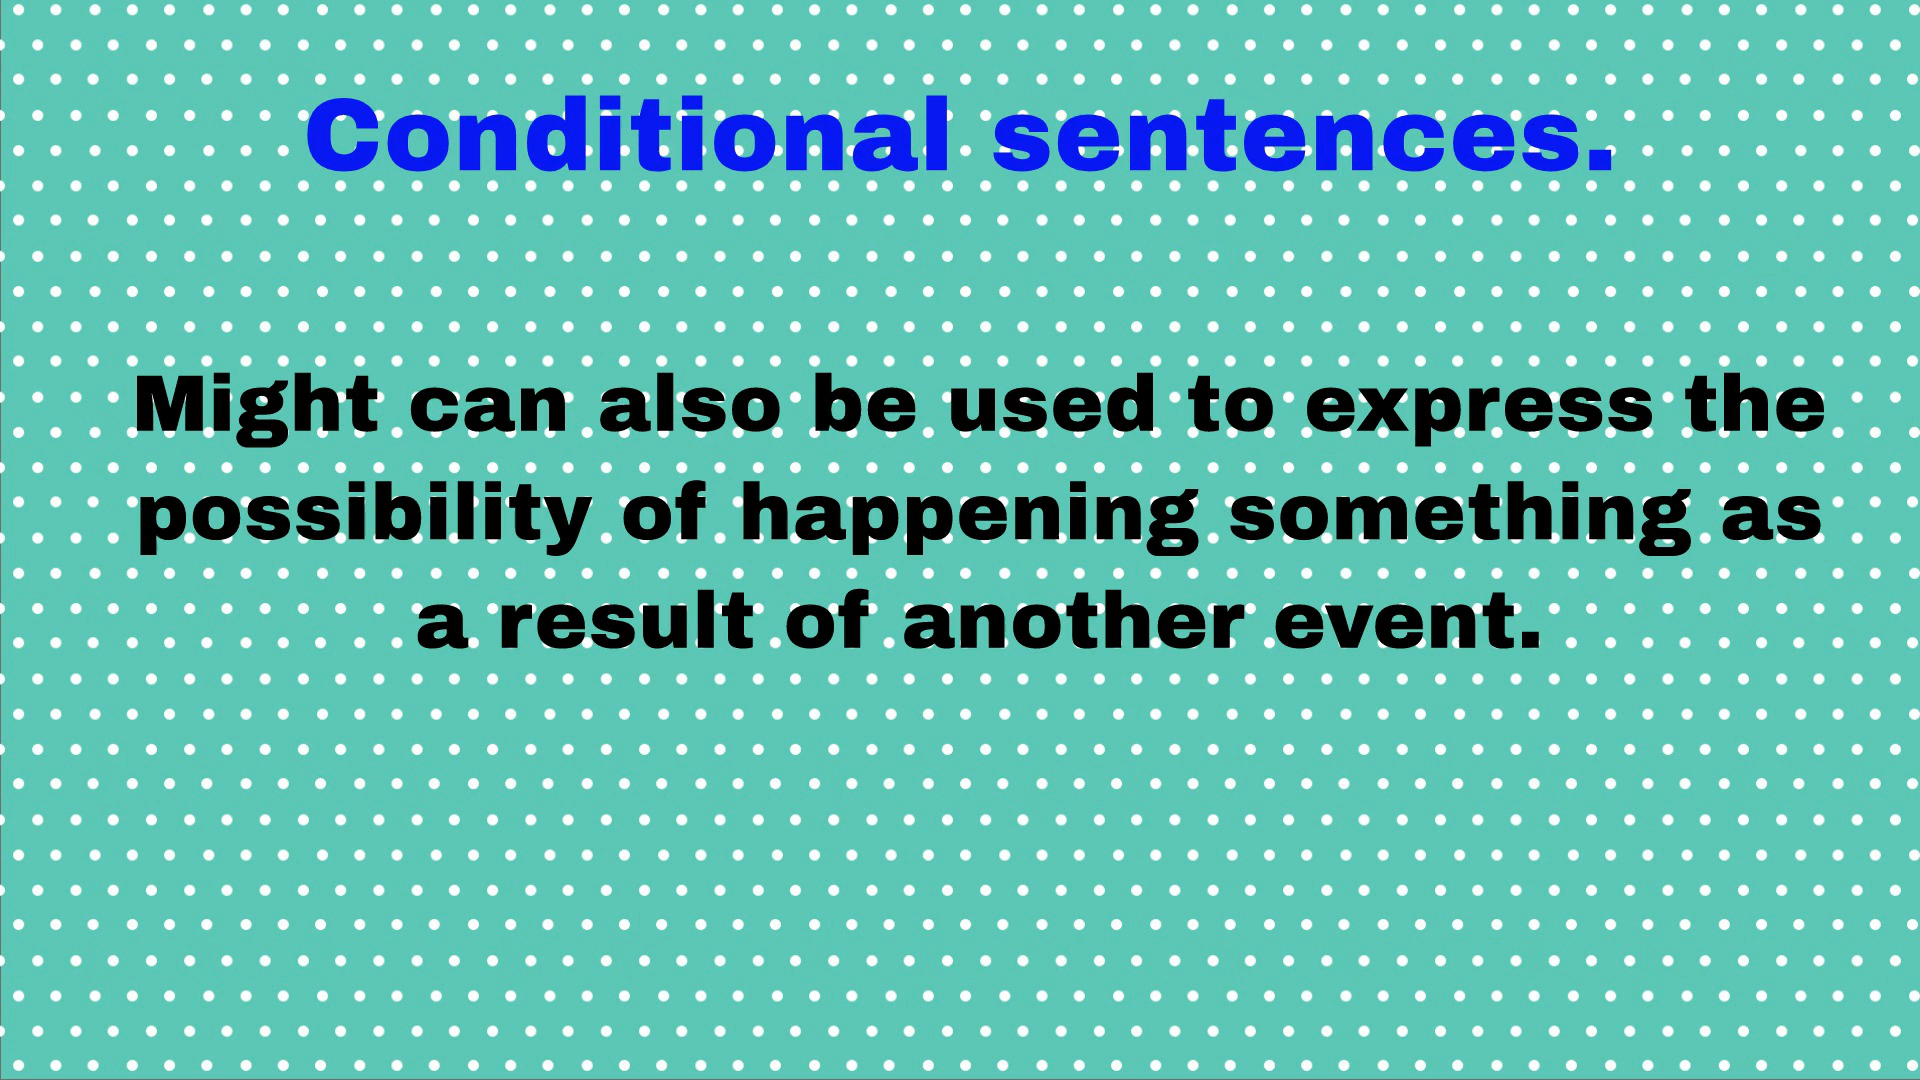 Conditional sentences.
Might can also be used to express the
possibility of happening something as
a result of another event.